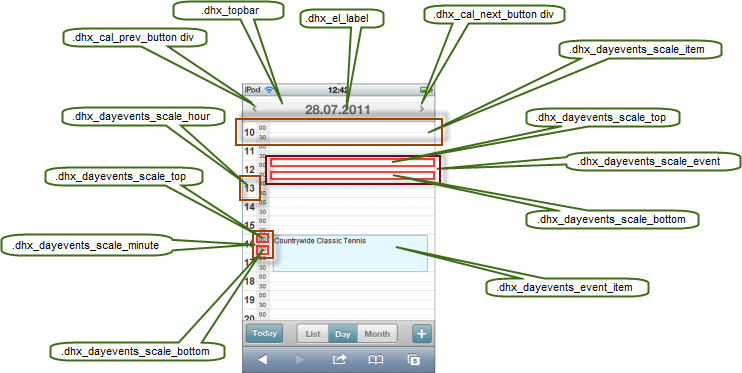 .dhx_topbar
.dhx_el_label
.dhx_cal_next_button div
.dhx_cal_prev_button div
.dhx_dayevents_scale_item
iPod 12:42
28.07.2011
.dhx_dayevents_scale_hour
.dhx_dayevents_scale_top
10 00
30
11 00
30
12 00
30
.dhx_dayevents_scale_event
13 00
30
.dhx_dayevents_scale_top
14 00
30
.dhx_dayevents_scale_bottom
15 00
30
.dhx_dayevents_scale_minute
16 00 Countrywide Classic Tennis
30
17 00
30
18 00
30
.dhx_dayevents_event_item
19 00
30
20
Today List Day Month +
.dhx_dayevents_scale_bottom
5